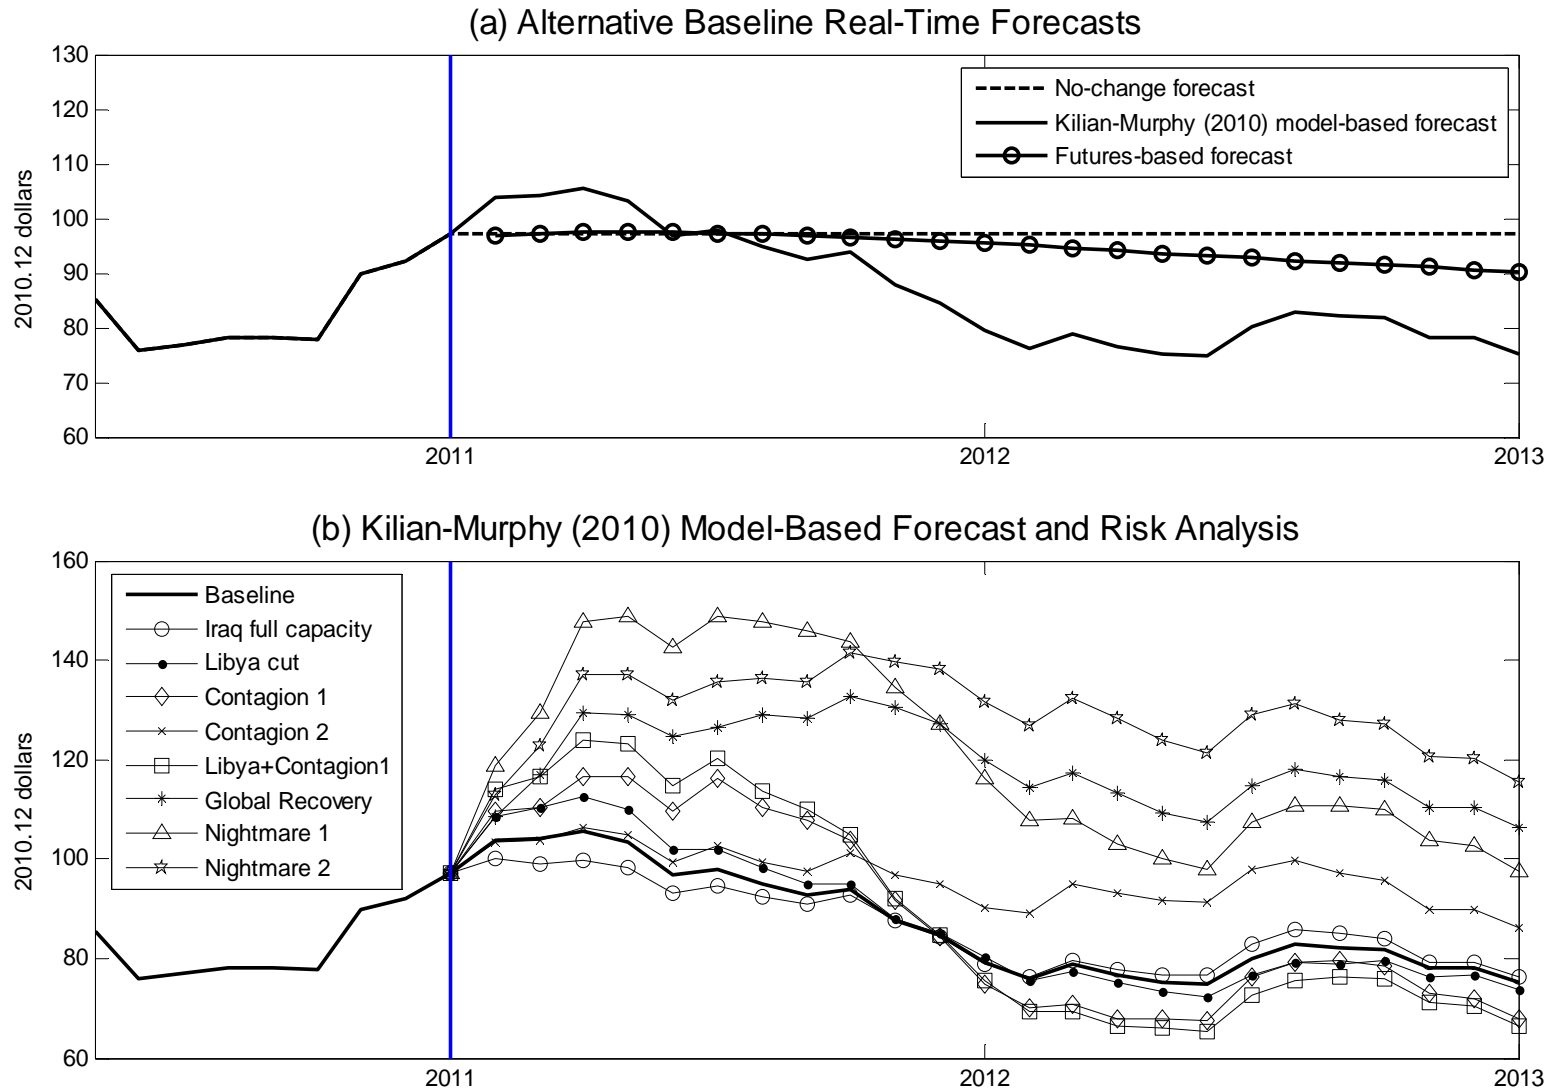 (a) Alternative Baseline Real-Time Forecasts
130
120
110
100
90
80
70
60
2010.12 dollars
No-change forecast
Kilian-Murphy (2010) model-based forecast
Futures-based forecast
2011
2012
2013
(b) Kilian-Murphy (2010) Model-Based Forecast and Risk Analysis
160
140
120
100
80
60
2010.12 dollars
Baseline
Iraq full capacity
Libya cut
Contagion 1
Contagion 2
Libya+Contagion1
Global Recovery
Nightmare 1
Nightmare 2
2011
2012
2013